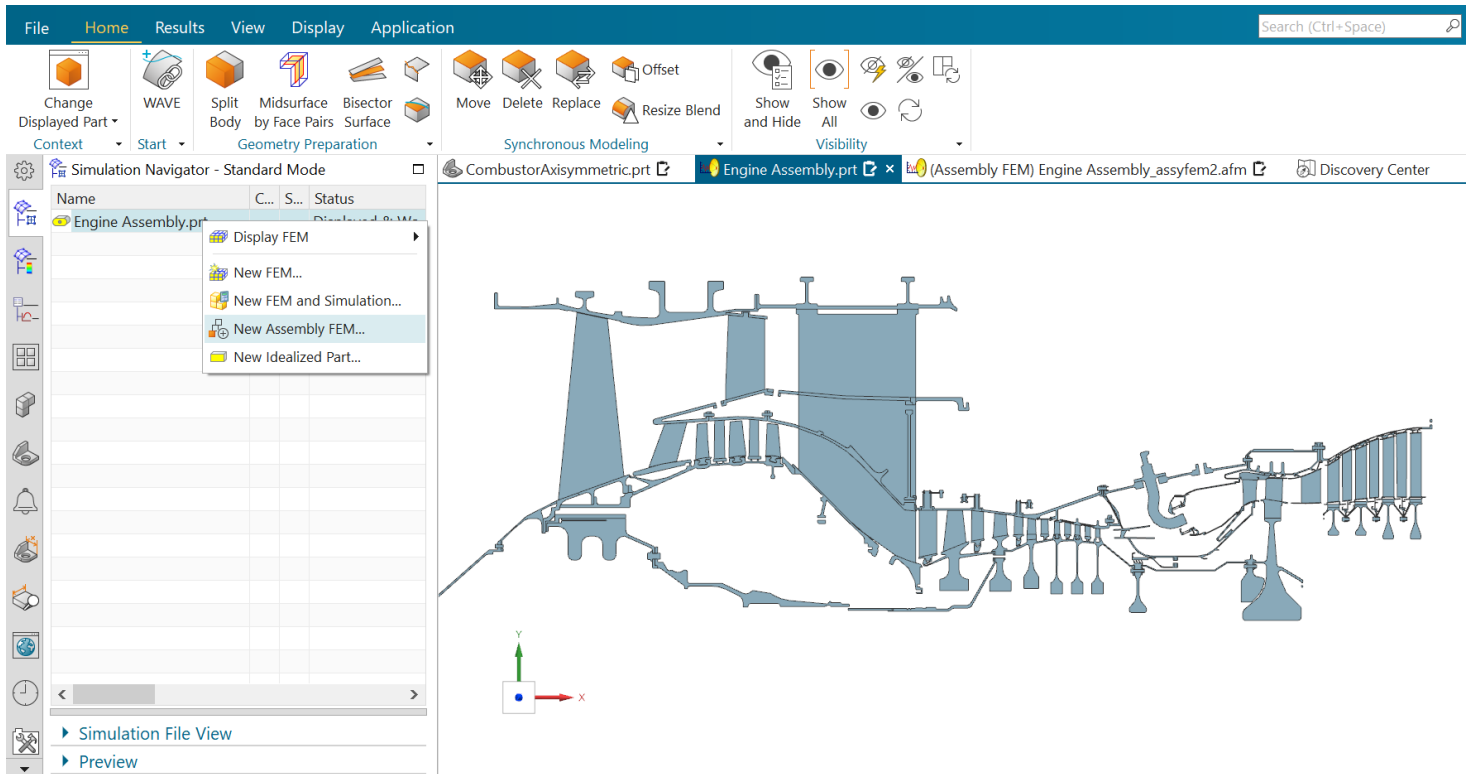 File Home Results View Display Application
Search (Ctrl+Space)
Change Displayed Part
WAVE
Split Body
Midsurface by Face Pairs
Bisector Surface
Move Delete Replace
Offset
Resize Blend
Show and Hide
Show All
Context Start Geometry Preparation Synchronous Modeling Visibility
Simulation Navigator - Standard Mode
CombustorAxisymmetric.prt
Engine Assembly.prt
(Assembly FEM) Engine Assembly_assyfem2.afm
Discovery Center
Name C... S... Status
Engine Assembly.prt Displayed & Wo
Display FEM
New FEM...
New FEM and Simulation...
New Assembly FEM...
New Idealized Part...
Y
X
Simulation File View
Preview